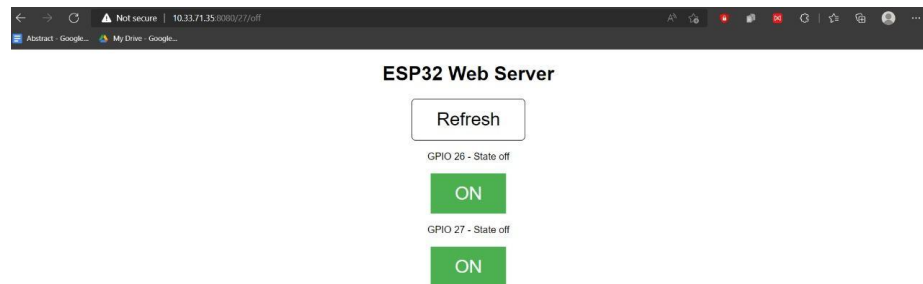 Not secure | 10.33.71.35:8080/27/off
Abstract - Google... My Drive - Google...
ESP32 Web Server
Refresh
GPIO 26 - State off
ON
GPIO 27 - State off
ON